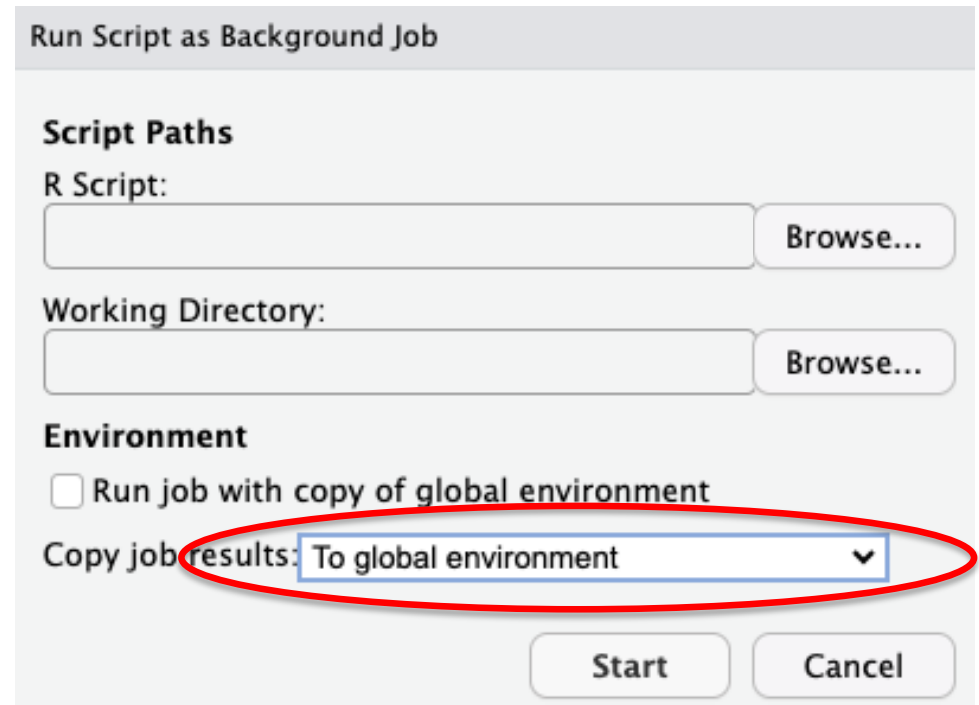 Run Script as Background Job
Script Paths
R Script:
Browse...
Working Directory:
Browse...
Environment
Run job with copy of global environment
Copy job results: To global environment
Start Cancel